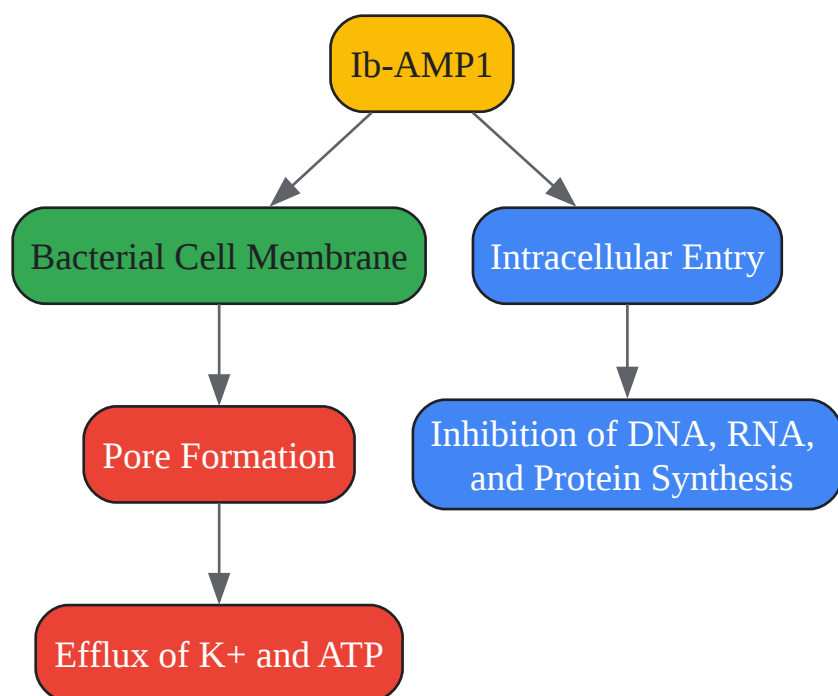 Ib-AMP1
Bacterial Cell Membrane
Intracellular Entry
Pore Formation
Inhibition of DNA, RNA,
and Protein Synthesis
Efflux of K+ and ATP